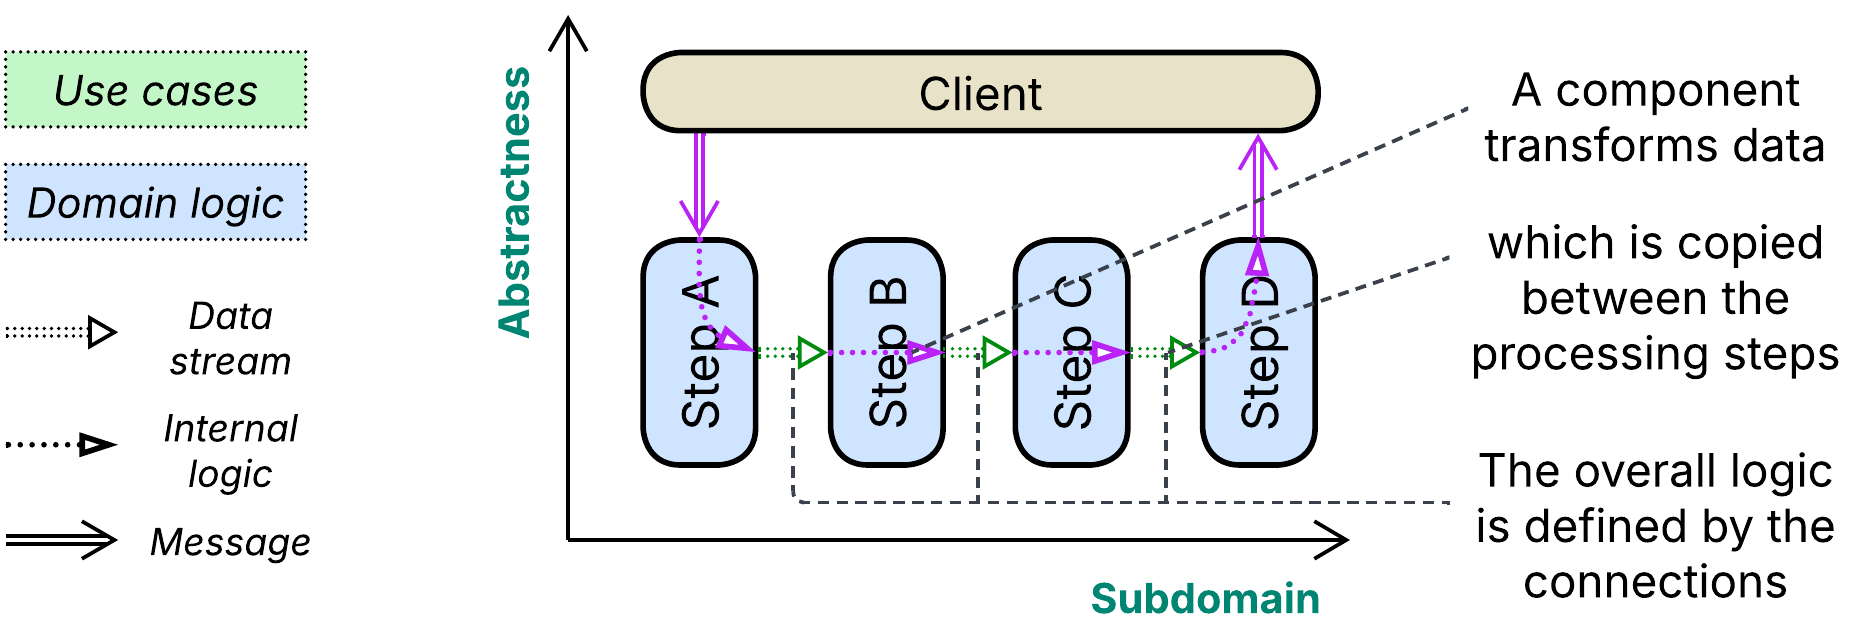 Use cases
Domain logic
Data
stream
Internal
logic
Message
Abstractness
Client
Step A
Step B
Step C
Step D
Subdomain
A component
transforms data
which is copied
between the
processing steps
The overall logic
is defined by the
connections